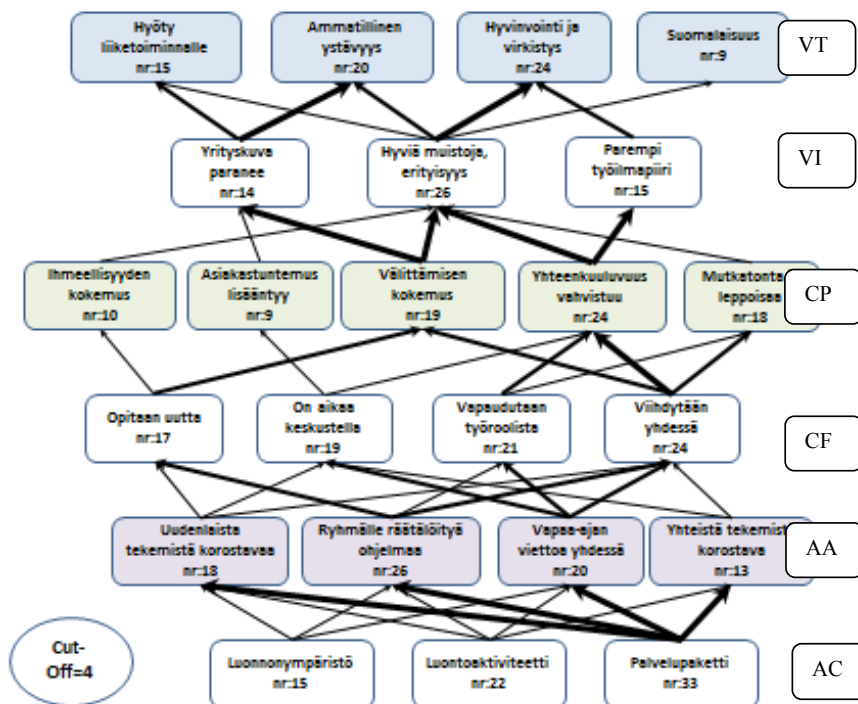 Hyöty
liiketoiminnalle
nr:15
Ammatillinen
ystävyys
nr:20
Hyvinvointi ja
virkistys
nr:24
Suomalaisuus
nr:9
VT
Yrityskuva
paranee
nr:14
Hyviä muistoja,
erityisyys
nr:26
Parempi
työilmapiiri
nr:15
VI
Ihmeellisyyden
kokemus
nr:10
Asiakastuntemus
lisääntyy
nr:9
Välittämisen
kokemus
nr:19
Yhteenkuuluvuus
vahvistuu
nr:24
Mutkatonta
leppoisaa
nr:18
CP
Opitaan uutta
nr:17
On aikaa
keskustella
nr:19
Vapaudutaan
työroolista
nr:21
Viihdytään
yhdessä
nr:24
CF
Uudenlaista
tekemistä korostavaa
nr:18
Ryhmälle räätälöityä
ohjelmaa
nr:26
Vapaa-ajan
viettoa yhdessä
nr:20
Yhteistä tekemist
korostava
nr:13
AA
Cut-
Off=4
Luonnonympäristö
nr:15
Luontoaktiviteetti
nr:22
Palvelupaketti
nr:33
AC